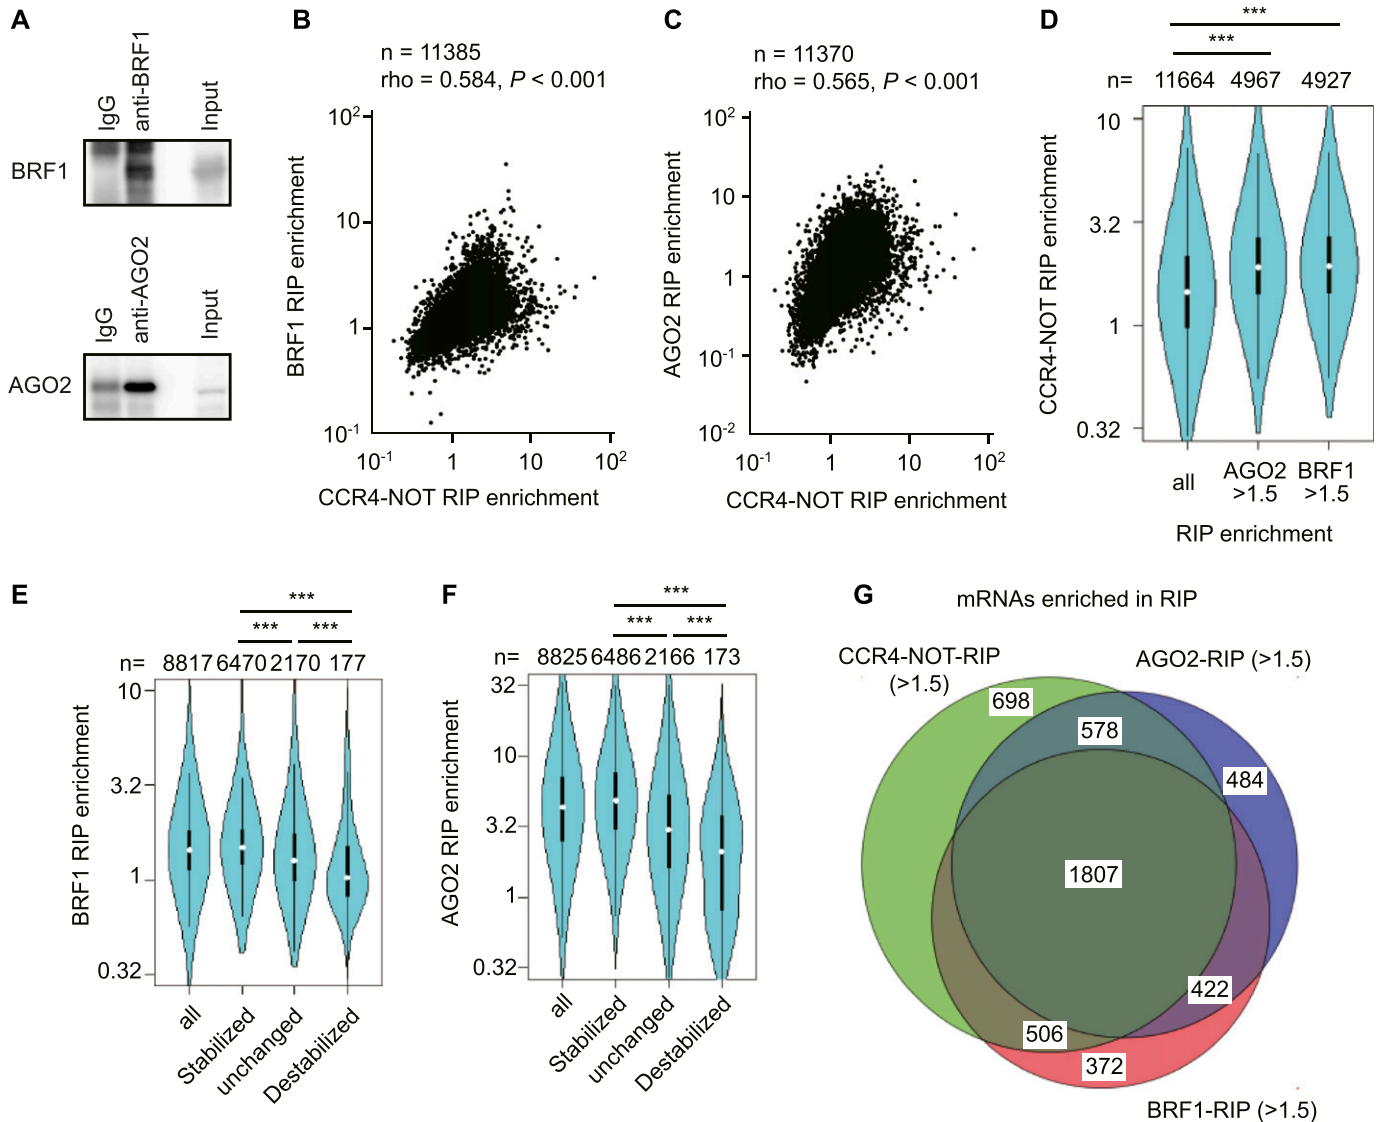 A
IgG
anti-BRF1
Input
BRF1
IgG
anti-AGO2
Input
AGO2
B
n = 11385
rho = 0.584, P < 0.001
BRF1 RIP enrichment
10²
10
1
10⁻¹
10⁻¹ 1 10 10²
CCR4-NOT RIP enrichment
C
n = 11370
rho = 0.565, P < 0.001
AGO2 RIP enrichment
10²
10
1
10⁻¹
10⁻²
10⁻¹ 1 10 10²
CCR4-NOT RIP enrichment
D
***
***
n= 11664 4967 4927
CCR4-NOT RIP enrichment
10
3.2
1
0.32
all AGO2 BRF1
>1.5 >1.5
RIP enrichment
E
***
*** ***
n= 8817 6470 2170 177
BRF1 RIP enrichment
10
3.2
1
0.32
all
Stabilized
unchanged
Destabilized
F
***
*** ***
n= 8825 6486 2166 173
AGO2 RIP enrichment
32
10
3.2
1
0.32
all
Stabilized
unchanged
Destabilized
G
mRNAs enriched in RIP
CCR4-NOT-RIP
(>1.5)
AGO2-RIP (>1.5)
698
578
484
1807
422
506
372
BRF1-RIP (>1.5)